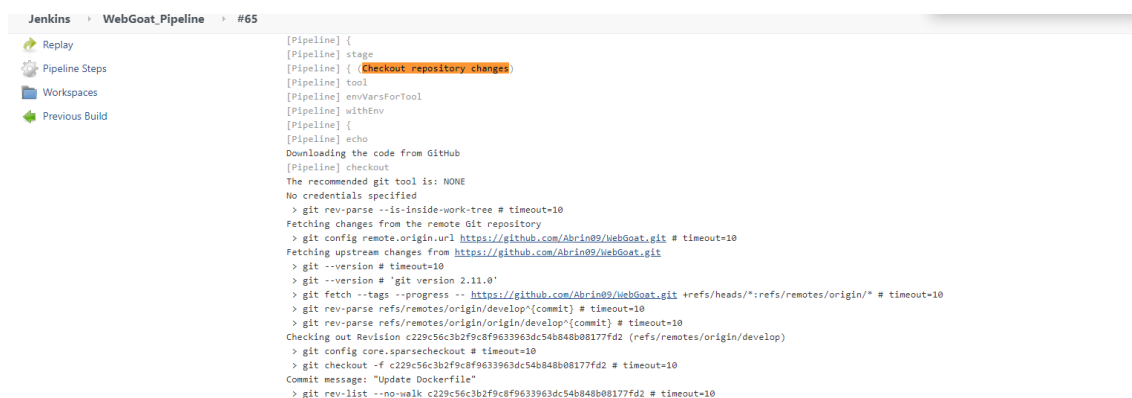 Jenkins › WebGoat_Pipeline › #65
Replay
Pipeline Steps
Workspaces
Previous Build
[Pipeline] {
[Pipeline] stage
[Pipeline] { (Checkout repository changes)
[Pipeline] tool
[Pipeline] envVarsForTool
[Pipeline] withEnv
[Pipeline] {
[Pipeline] echo
Downloading the code from GitHub
[Pipeline] checkout
The recommended git tool is: NONE
No credentials specified
> git rev-parse --is-inside-work-tree # timeout=10
Fetching changes from the remote Git repository
> git config remote.origin.url https://github.com/Abrin09/WebGoat.git # timeout=10
Fetching upstream changes from https://github.com/Abrin09/WebGoat.git
> git --version # timeout=10
> git --version # 'git version 2.11.0'
> git fetch --tags --progress -- https://github.com/Abrin09/WebGoat.git +refs/heads/*:refs/remotes/origin/* # timeout=10
> git rev-parse refs/remotes/origin/develop^{commit} # timeout=10
> git rev-parse refs/remotes/origin/origin/develop^{commit} # timeout=10
Checking out Revision c229c56c3b2f9c8f9633963dc54b848b08177fd2 (refs/remotes/origin/develop)
> git config core.sparsecheckout # timeout=10
> git checkout -f c229c56c3b2f9c8f9633963dc54b848b08177fd2 # timeout=10
Commit message: "Update Dockerfile"
> git rev-list --no-walk c229c56c3b2f9c8f9633963dc54b848b08177fd2 # timeout=10